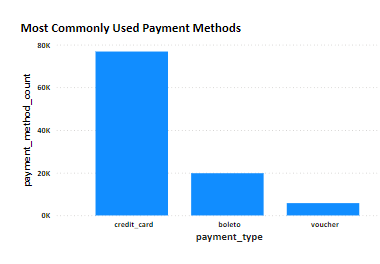 Most Commonly Used Payment Methods
80K
60K
40K
20K
0K
payment_method_count
credit_card boleto voucher
payment_type